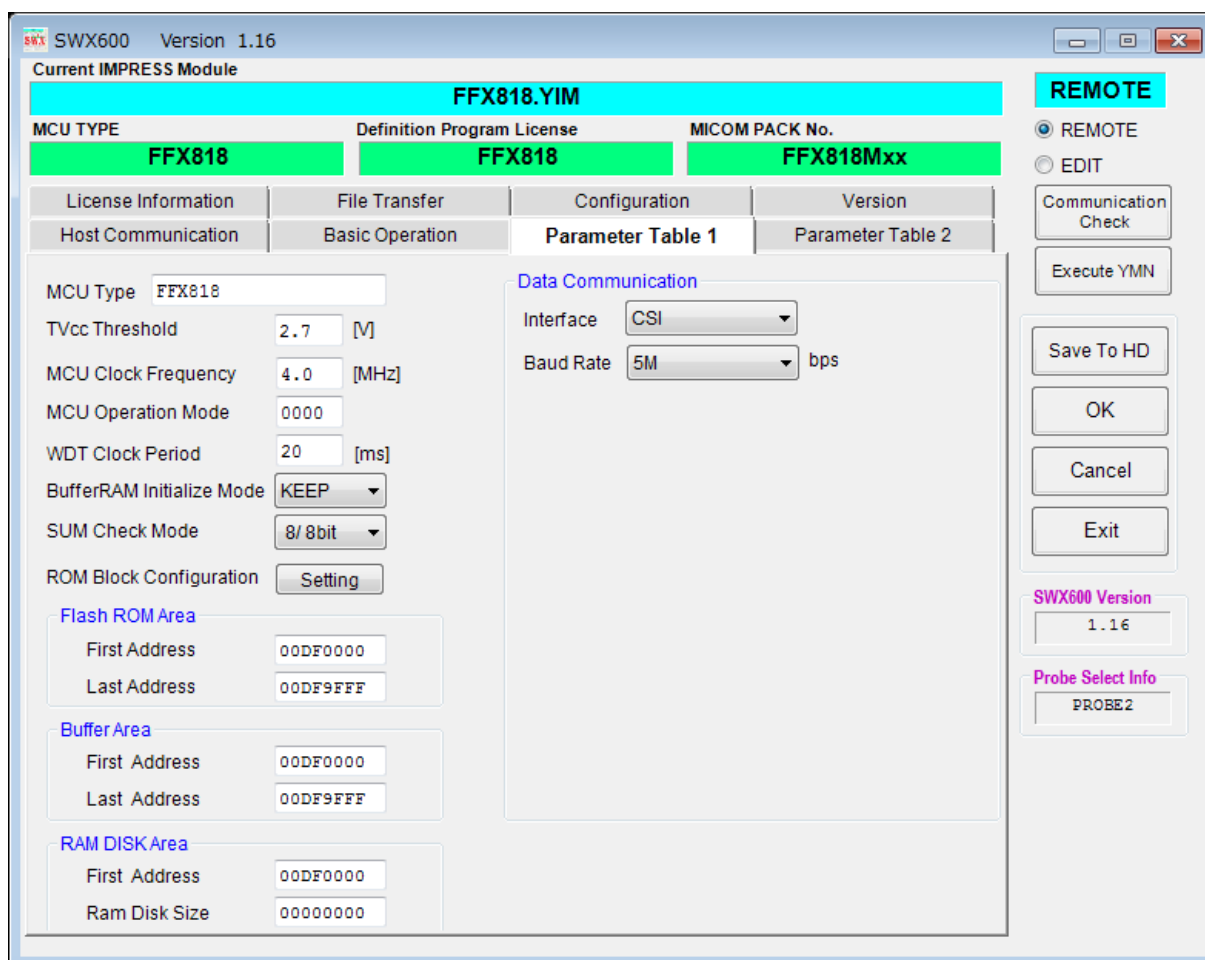 swx SWX600 Version 1.16
Current IMPRESS Module
FFX818.YIM
MCU TYPE Definition Program License MICOM PACK No.
FFX818 FFX818 FFX818Mxx
License Information File Transfer Configuration Version
Host Communication Basic Operation Parameter Table 1 Parameter Table 2
MCU Type FFX818
TVcc Threshold 2.7 [V]
MCU Clock Frequency 4.0 [MHz]
MCU Operation Mode 0000
WDT Clock Period 20 [ms]
BufferRAM Initialize Mode KEEP
SUM Check Mode 8/ 8bit
ROM Block Configuration Setting
Flash ROM Area
First Address 00DF0000
Last Address 00DF9FFF
Buffer Area
First Address 00DF0000
Last Address 00DF9FFF
RAM DISK Area
First Address 00DF0000
Ram Disk Size 00000000
Data Communication
Interface CSI
Baud Rate 5M bps
REMOTE
REMOTE
EDIT
Communication
Check
Execute YMN
Save To HD
OK
Cancel
Exit
SWX600 Version
1.16
Probe Select Info
PROBE2